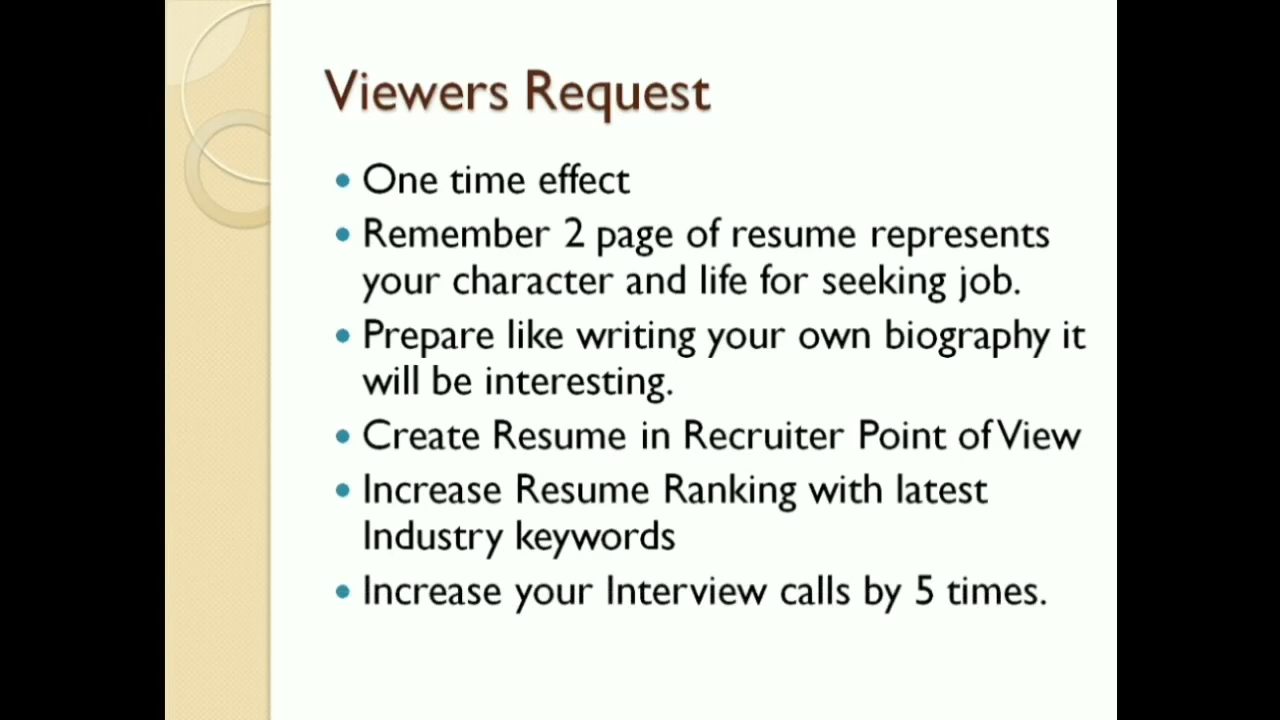 Viewers Request
One time effect
Remember 2 page of resume represents
your character and life for seeking job.
Prepare like writing your own biography it
will be interesting.
Create Resume in Recruiter Point of View
Increase Resume Ranking with latest
Industry keywords
Increase your Interview calls by 5 times.